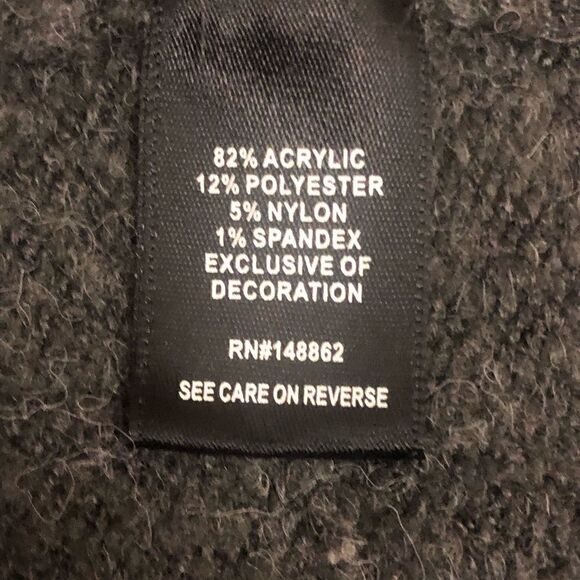 82% ACRYLIC
12% POLYESTER
5% NYLON
1% SPANDEX
EXCLUSIVE OF
DECORATION
RN#148862
SEE CARE ON REVERSE